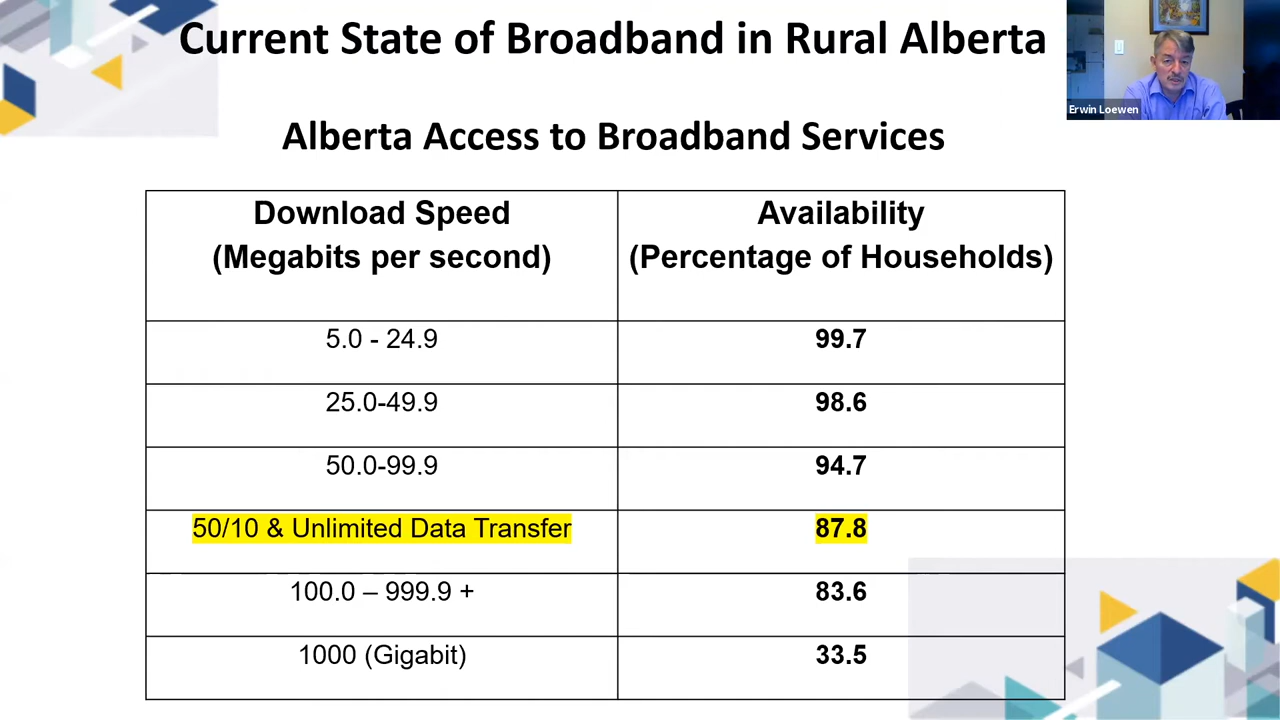 Current State of Broadband in Rural Alberta
Erwin Loewen
Alberta Access to Broadband Services
Download Speed
(Megabits per second)
Availability
(Percentage of Households)
5.0 - 24.9
99.7
25.0-49.9
98.6
50.0-99.9
94.7
50/10 & Unlimited Data Transfer
87.8
100.0 – 999.9 +
83.6
1000 (Gigabit)
33.5